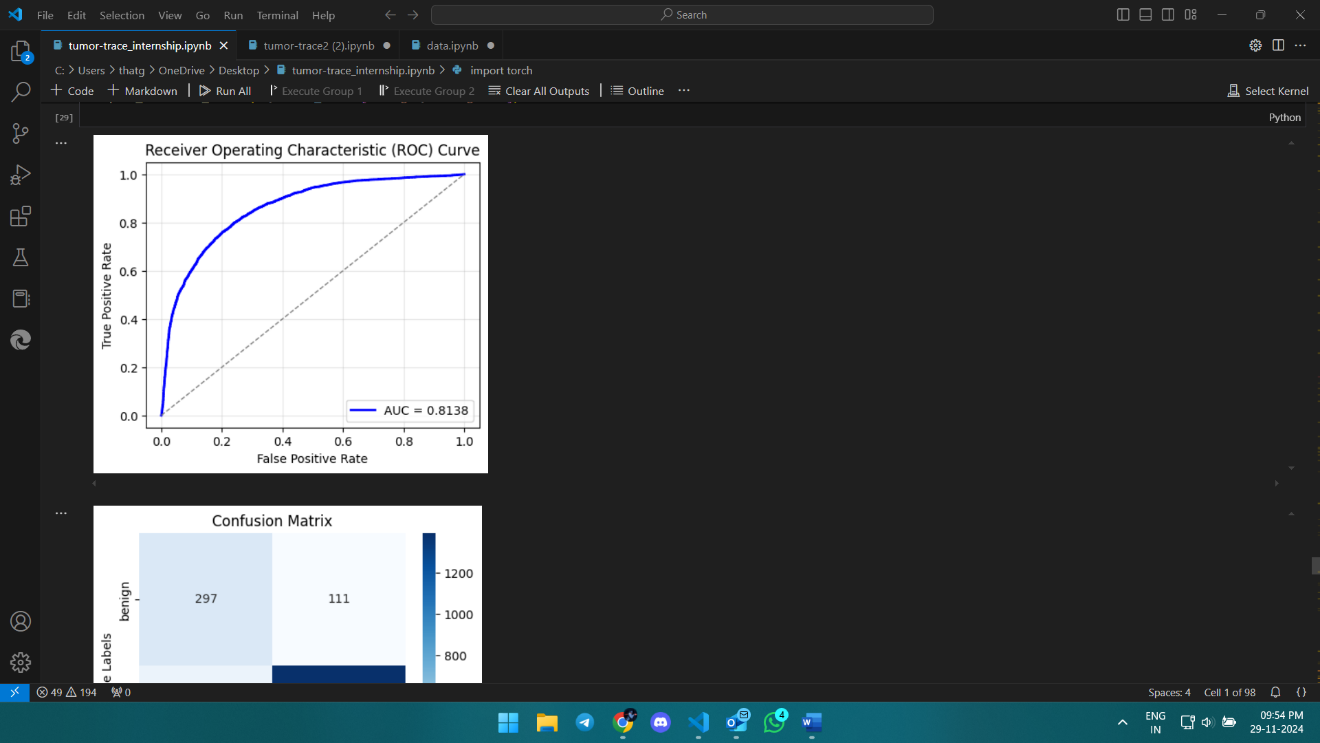 File Edit Selection View Go Run Terminal Help
Search
tumor-trace_internship.ipynb tumor-trace2 (2).ipynb data.ipynb
2
C: > Users > thatg > OneDrive > Desktop > tumor-trace_internship.ipynb > import torch
+ Code + Markdown Run All Execute Group 1 Execute Group 2 Clear All Outputs Outline ... Select Kernel
[29] Python
...
Receiver Operating Characteristic (ROC) Curve
1.0
0.8
0.6
0.4
0.2
0.0
True Positive Rate
AUC = 0.8138
0.0 0.2 0.4 0.6 0.8 1.0
False Positive Rate
...
Confusion Matrix
benign
297 111
1200
1000
800
e Labels
49 194 0 Spaces: 4 Cell 1 of 98 {}
4
ENG
IN
09:54 PM
29-11-2024